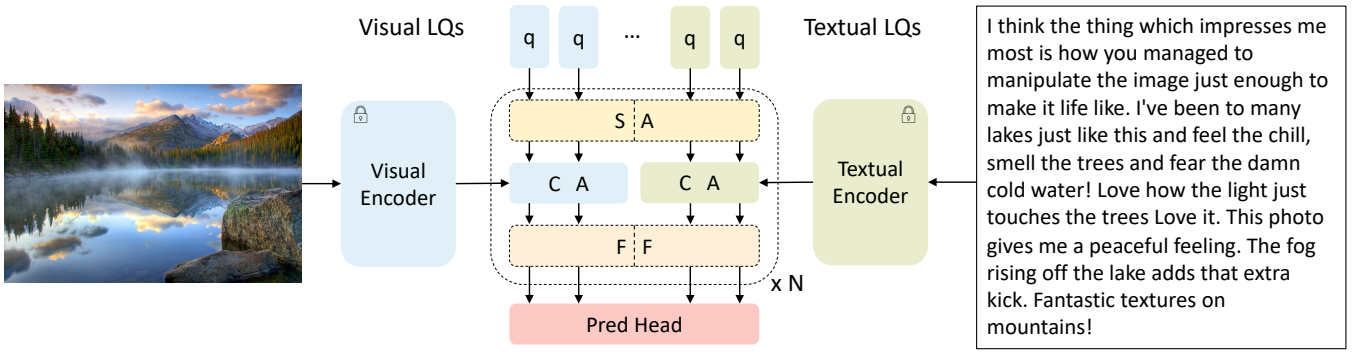 Visual LQs
q q ... q q
Textual LQs
S A
Visual
Encoder
C A
C A
Textual
Encoder
F F
x N
Pred Head
I think the thing which impresses me
most is how you managed to
manipulate the image just enough to
make it life like. I've been to many
lakes just like this and feel the chill,
smell the trees and fear the damn
cold water! Love how the light just
touches the trees Love it. This photo
gives me a peaceful feeling. The fog
rising off the lake adds that extra
kick. Fantastic textures on
mountains!